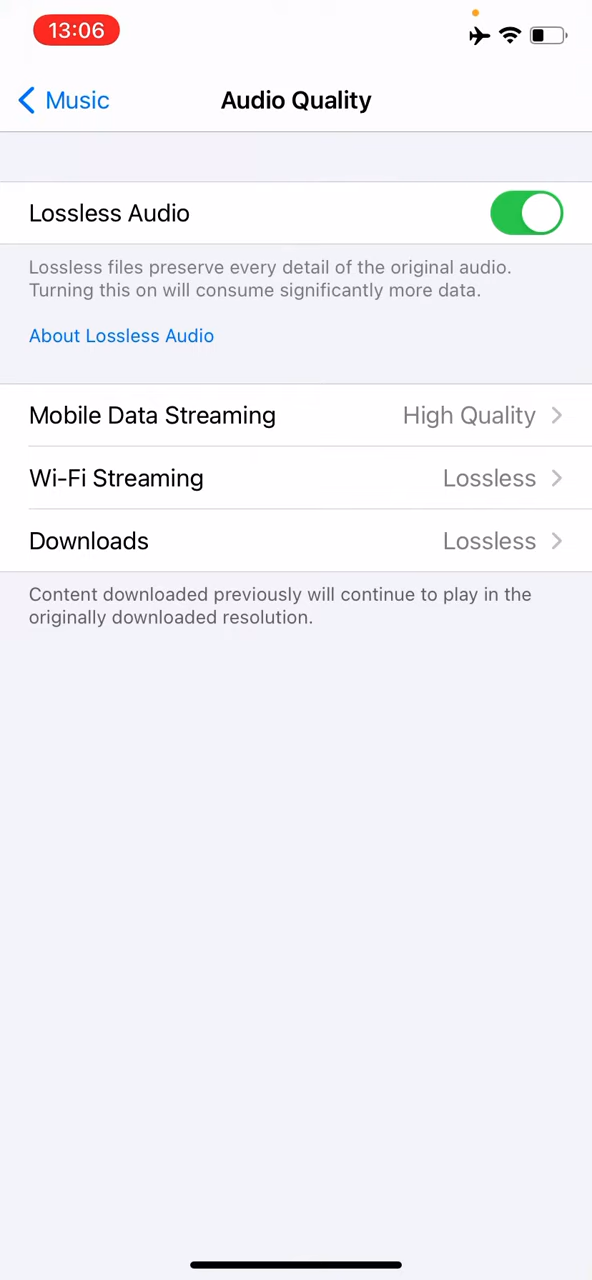 13:06
Music
Audio Quality
Lossless Audio
Lossless files preserve every detail of the original audio.
Turning this on will consume significantly more data.
About Lossless Audio
Mobile Data Streaming High Quality
Wi-Fi Streaming Lossless
Downloads Lossless
Content downloaded previously will continue to play in the
originally downloaded resolution.